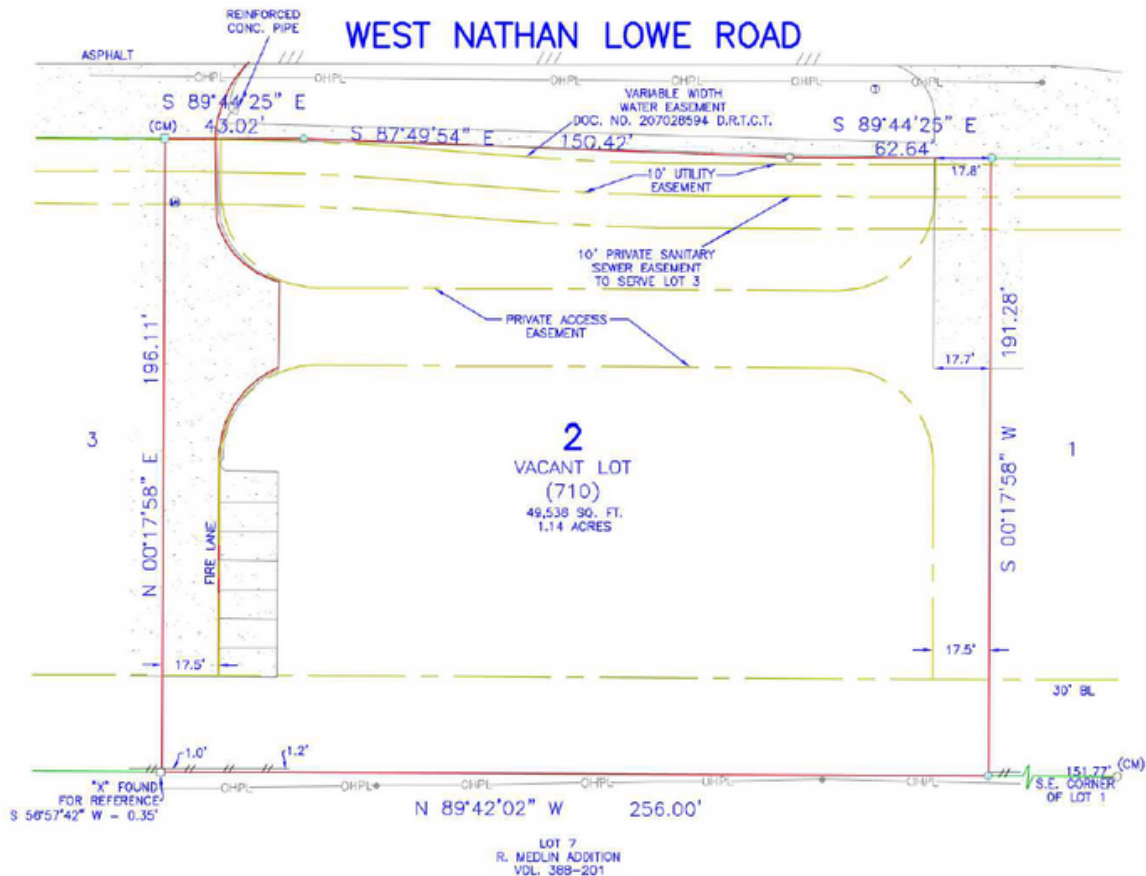 REINFORCED
CONC. PIPE
WEST NATHAN LOWE ROAD
ASPHALT
OHPL OHPL OHPL OHPL OHPL OHPL
S 89°44'25" E
(CM) 43.02'
S 87°49'54" E 150.42'
VARIABLE WIDTH
WATER EASEMENT
DOC. NO. 207028594 D.R.T.C.T.
S 89°44'25" E
62.64'
17.8'
10' UTILITY
EASEMENT
10' PRIVATE SANITARY
SEWER EASEMENT
TO SERVE LOT 3
PRIVATE ACCESS
EASEMENT
196.11'
N 00°17'58" E
191.28'
S 00°17'58" W
17.7'
3
2
VACANT LOT
(710)
49,538 SQ. FT.
1.14 ACRES
1
FIRE LANE
17.5'
17.5'
30' BL
1.0'
1.2'
"X" FOUND
FOR REFERENCE
S 56°57'42" W - 0.35'
OHPL OHPL OHPL OHPL OHPL OHPL
N 89°42'02" W 256.00'
151.77' (CM)
S.E. CORNER
OF LOT 1
LOT 7
R. MEDLIN ADDITION
VOL. 388-201